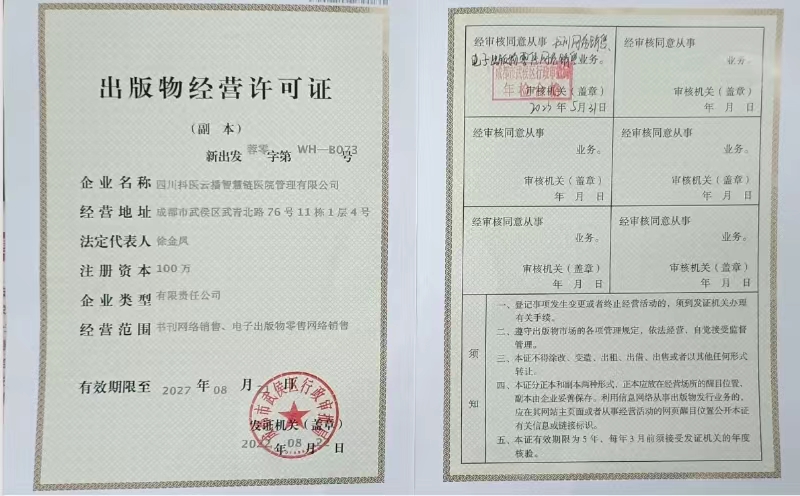 出版物经营许可证
（副 本）
新出发 蓉零 字第 WH—B073 号
企业名称 四川科医云播智慧链医院管理有限公司
经营地址 成都市武侯区武青北路76号11栋1层4号
法定代表人 徐金凤
注册资本 100万
企业类型 有限责任公司
经营范围 书刊网络销售、电子出版物零售网络销售
有效期限至 2027 年 08 月 日
成都市武侯区行政审批局
发证机关（盖章）
2022 年 08 月 22 日
经审核同意从事 书刊网络销售、
电子出版物零售网络销售 业务。
成都市武侯区行政审
年检
审核机关（盖章）
2023 年 5 月 31 日
经审核同意从事
业务。
审核机关（盖章）
年 月 日
经审核同意从事
业务。
审核机关（盖章）
年 月 日
经审核同意从事
业务。
审核机关（盖章）
年 月 日
经审核同意从事
业务。
审核机关（盖章）
年 月 日
经审核同意从事
业务。
审核机关（盖章）
年 月 日
须知
一、登记事项发生变更或者终止经营活动的，须到发证机关办理
有关手续。
二、遵守出版物市场的各项管理规定，依法经营、自觉接受监督
管理。
三、本证不得涂改、变造、出租、出借、出售或者以其他任何形式
转让。
四、本证分正本和副本两种形式，正本应放在经营场所的醒目位置，
副本由企业妥善保存。利用信息网络从事出版物发行业务的，
应在其网站主页面或者从事经营活动的网页醒目位置公开本证
有关信息或链接标识。
五、本证有效期限为5年，每年3月前须接受发证机关的年度
核验。